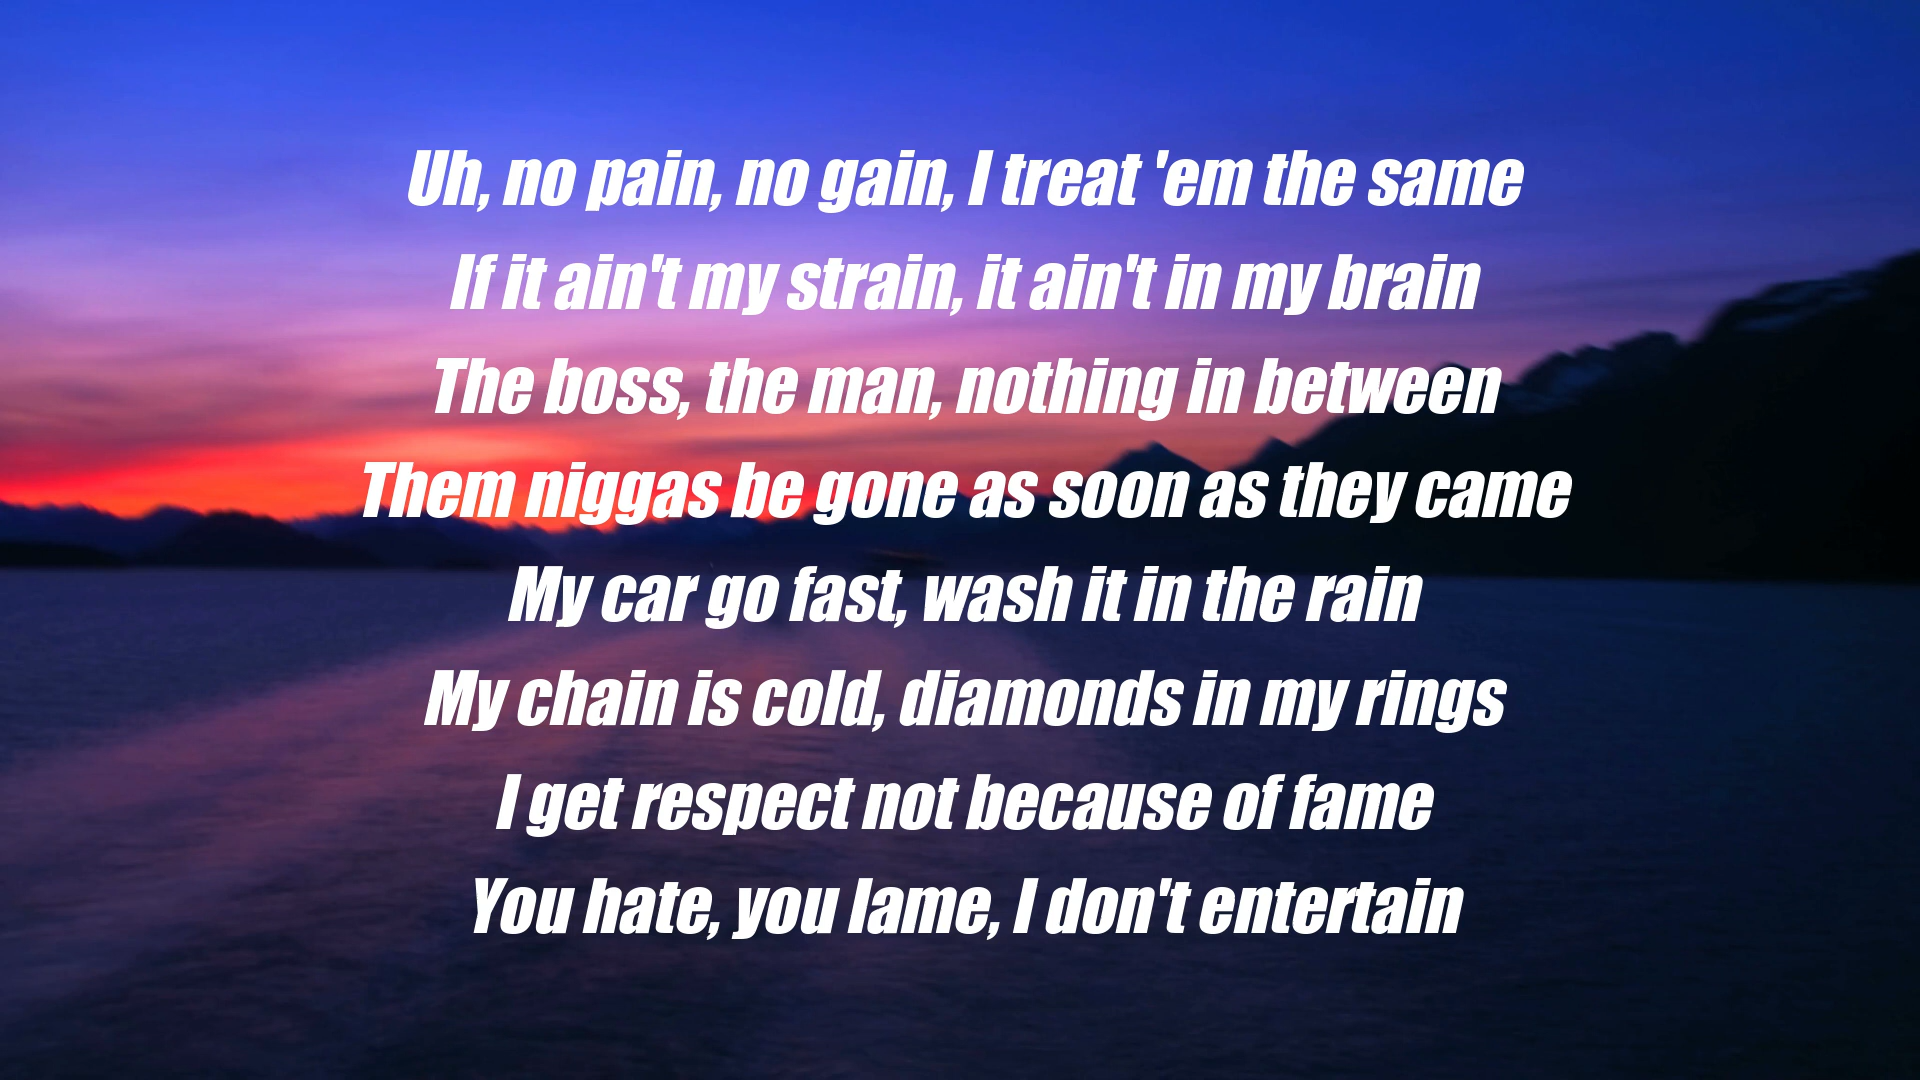 Uh, no pain, no gain, I treat 'em the same
If it ain't my strain, it ain't in my brain
The boss, the man, nothing in between
Them niggas be gone as soon as they came
My car go fast, wash it in the rain
My chain is cold, diamonds in my rings
I get respect not because of fame
You hate, you lame, I don't entertain